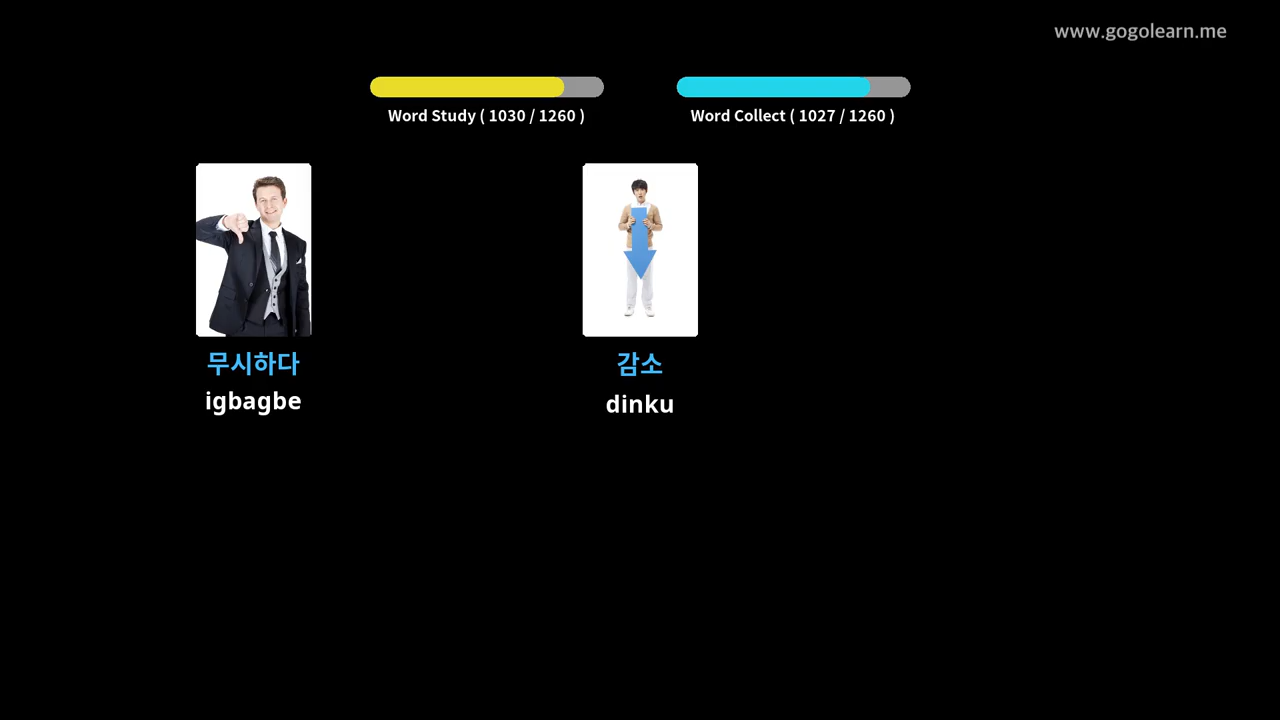 www.gogolearn.me
Word Study ( 1030 / 1260 )
Word Collect ( 1027 / 1260 )
무시하다
igbagbe
감소
dinku